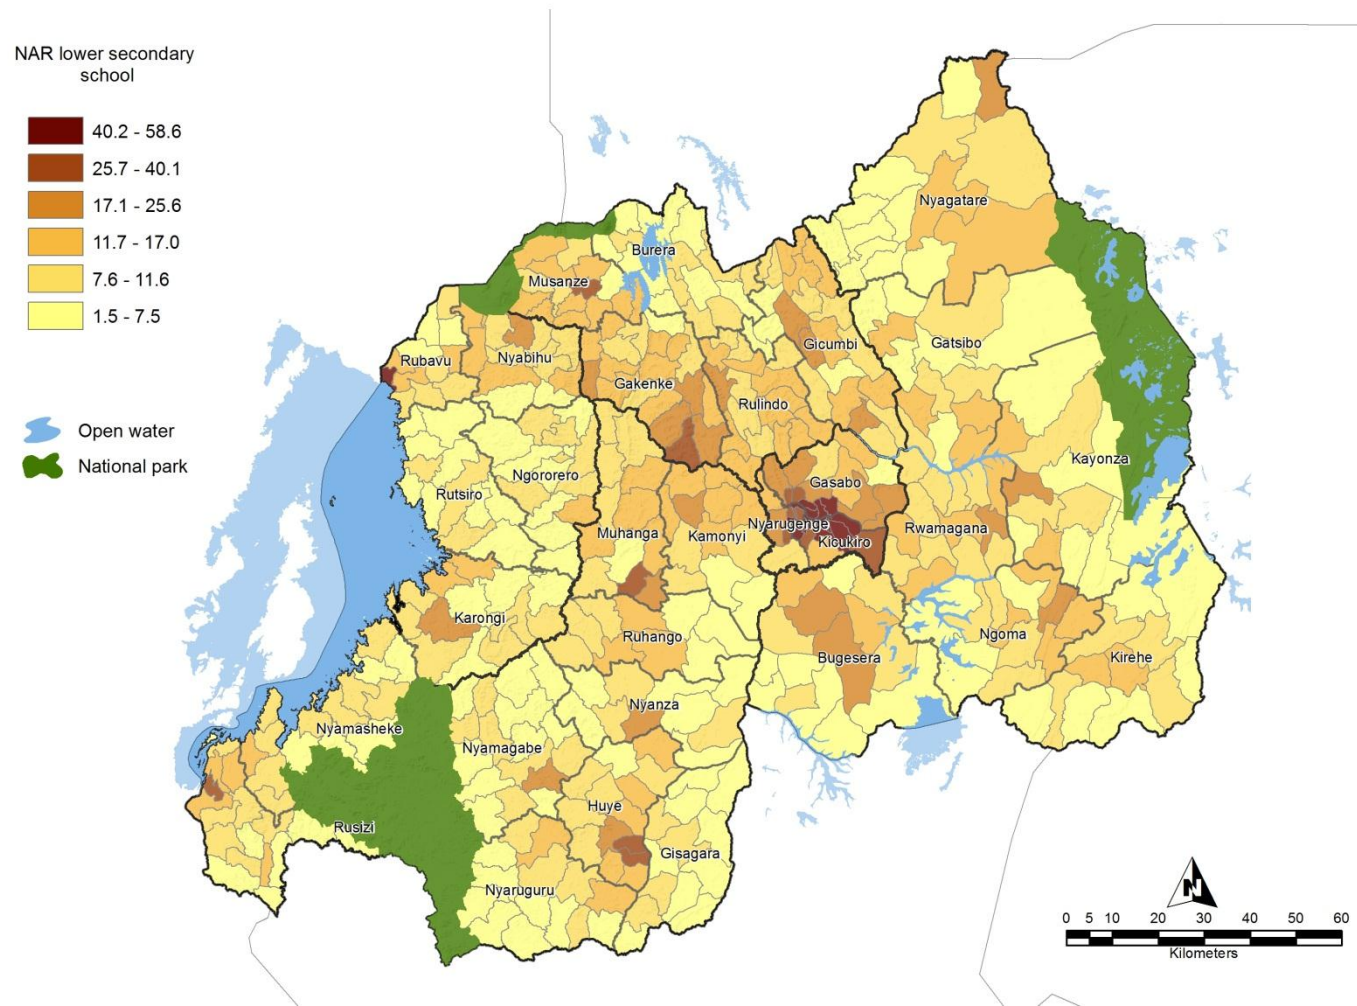 NAR lower secondary
school
40.2 - 58.6
25.7 - 40.1
17.1 - 25.6
11.7 - 17.0
7.6 - 11.6
1.5 - 7.5
Open water
National park
Nyagatare
Burera
Musanze
Gicumbi
Gatsibo
Rubavu
Nyabihu
Gakenke
Rulindo
Kayonza
Ngororero
Gasabo
Rutsiro
Nyarugenge
Rwamagana
Muhanga
Kamonyi
Kicukiro
Karongi
Ruhango
Ngoma
Bugesera
Kirehe
Nyanza
Nyamasheke
Nyamagabe
Huye
Rusizi
Gisagara
Nyaruguru
N
0 5 10 20 30 40 50 60
Kilometers